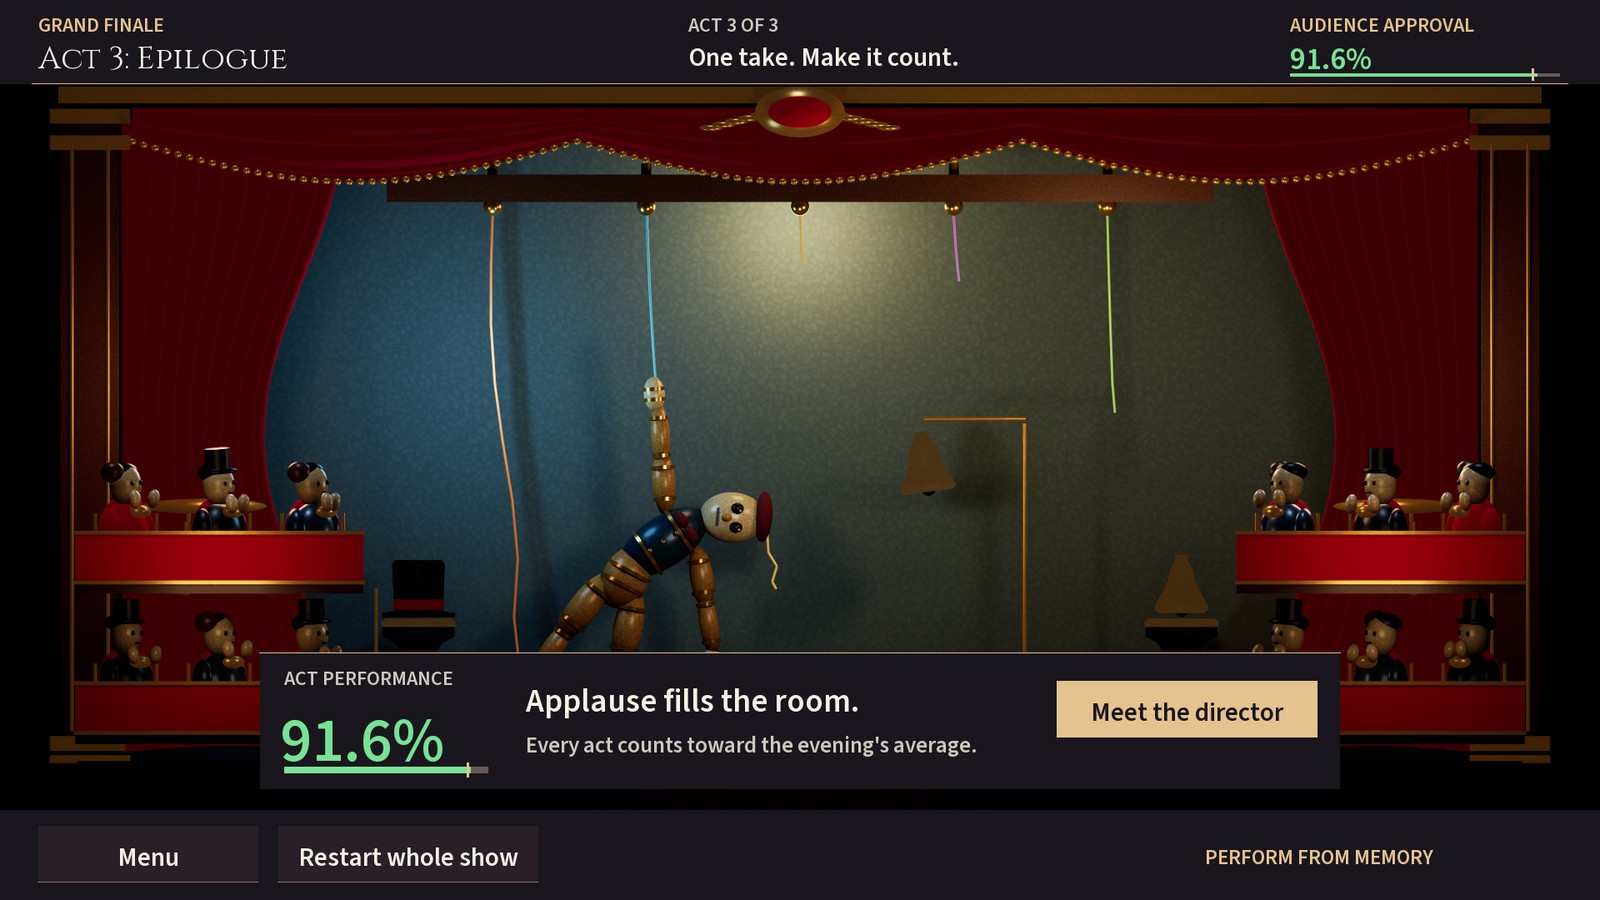 GRAND FINALE
Act 3: Epilogue
ACT 3 OF 3
One take. Make it count.
AUDIENCE APPROVAL
91.6%
ACT PERFORMANCE
91.6%
Applause fills the room.
Every act counts toward the evening's average.
Meet the director
Menu
Restart whole show
PERFORM FROM MEMORY